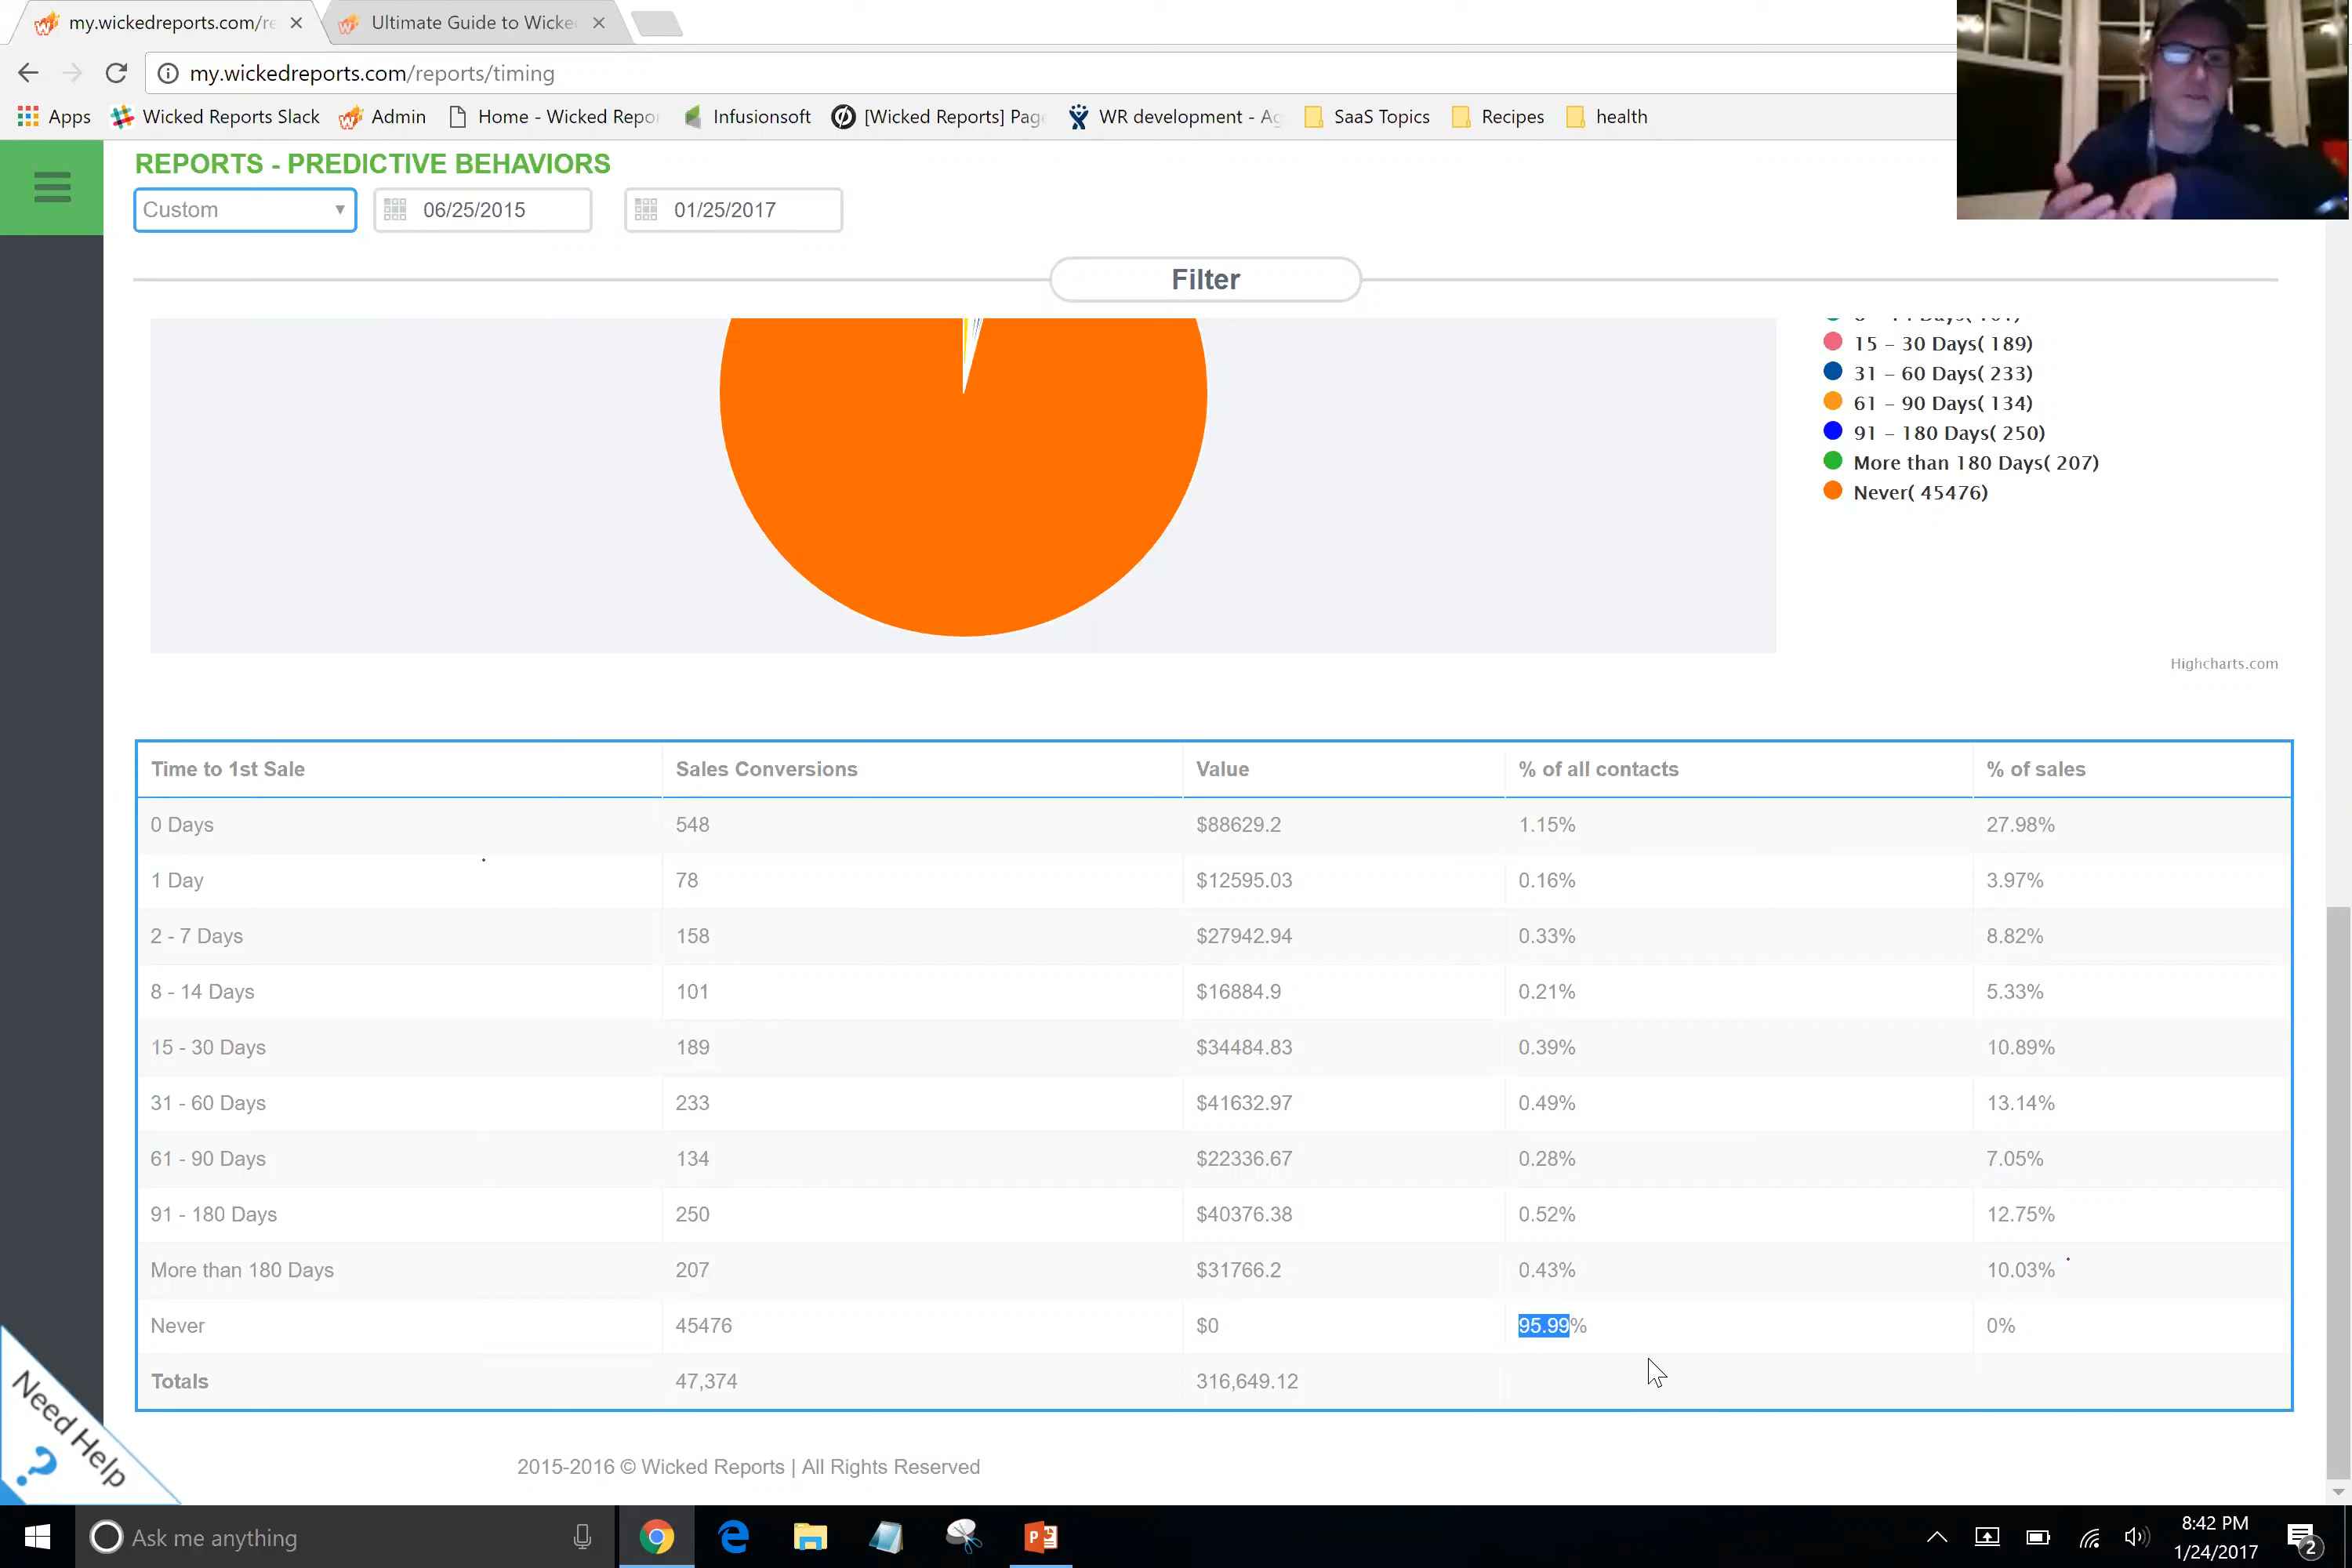 my.wickedreports.com/re
Ultimate Guide to Wicke
my.wickedreports.com/reports/timing
Apps
Wicked Reports Slack
Admin
Home - Wicked Repo
Infusionsoft
[Wicked Reports] Pag
WR development - Ag
SaaS Topics
Recipes
health
REPORTS - PREDICTIVE BEHAVIORS
Custom
06/25/2015
01/25/2017
Filter
15 – 30 Days( 189)
31 – 60 Days( 233)
61 – 90 Days( 134)
91 – 180 Days( 250)
More than 180 Days( 207)
Never( 45476)
Highcharts.com
Time to 1st Sale Sales Conversions Value % of all contacts % of sales
0 Days 548 $88629.2 1.15% 27.98%
1 Day 78 $12595.03 0.16% 3.97%
2 - 7 Days 158 $27942.94 0.33% 8.82%
8 - 14 Days 101 $16884.9 0.21% 5.33%
15 - 30 Days 189 $34484.83 0.39% 10.89%
31 - 60 Days 233 $41632.97 0.49% 13.14%
61 - 90 Days 134 $22336.67 0.28% 7.05%
91 - 180 Days 250 $40376.38 0.52% 12.75%
More than 180 Days 207 $31766.2 0.43% 10.03%
Never 45476 $0 95.99% 0%
Totals 47,374 316,649.12
Need Help
?
2015-2016 © Wicked Reports | All Rights Reserved
Ask me anything
8:42 PM
1/24/2017
2